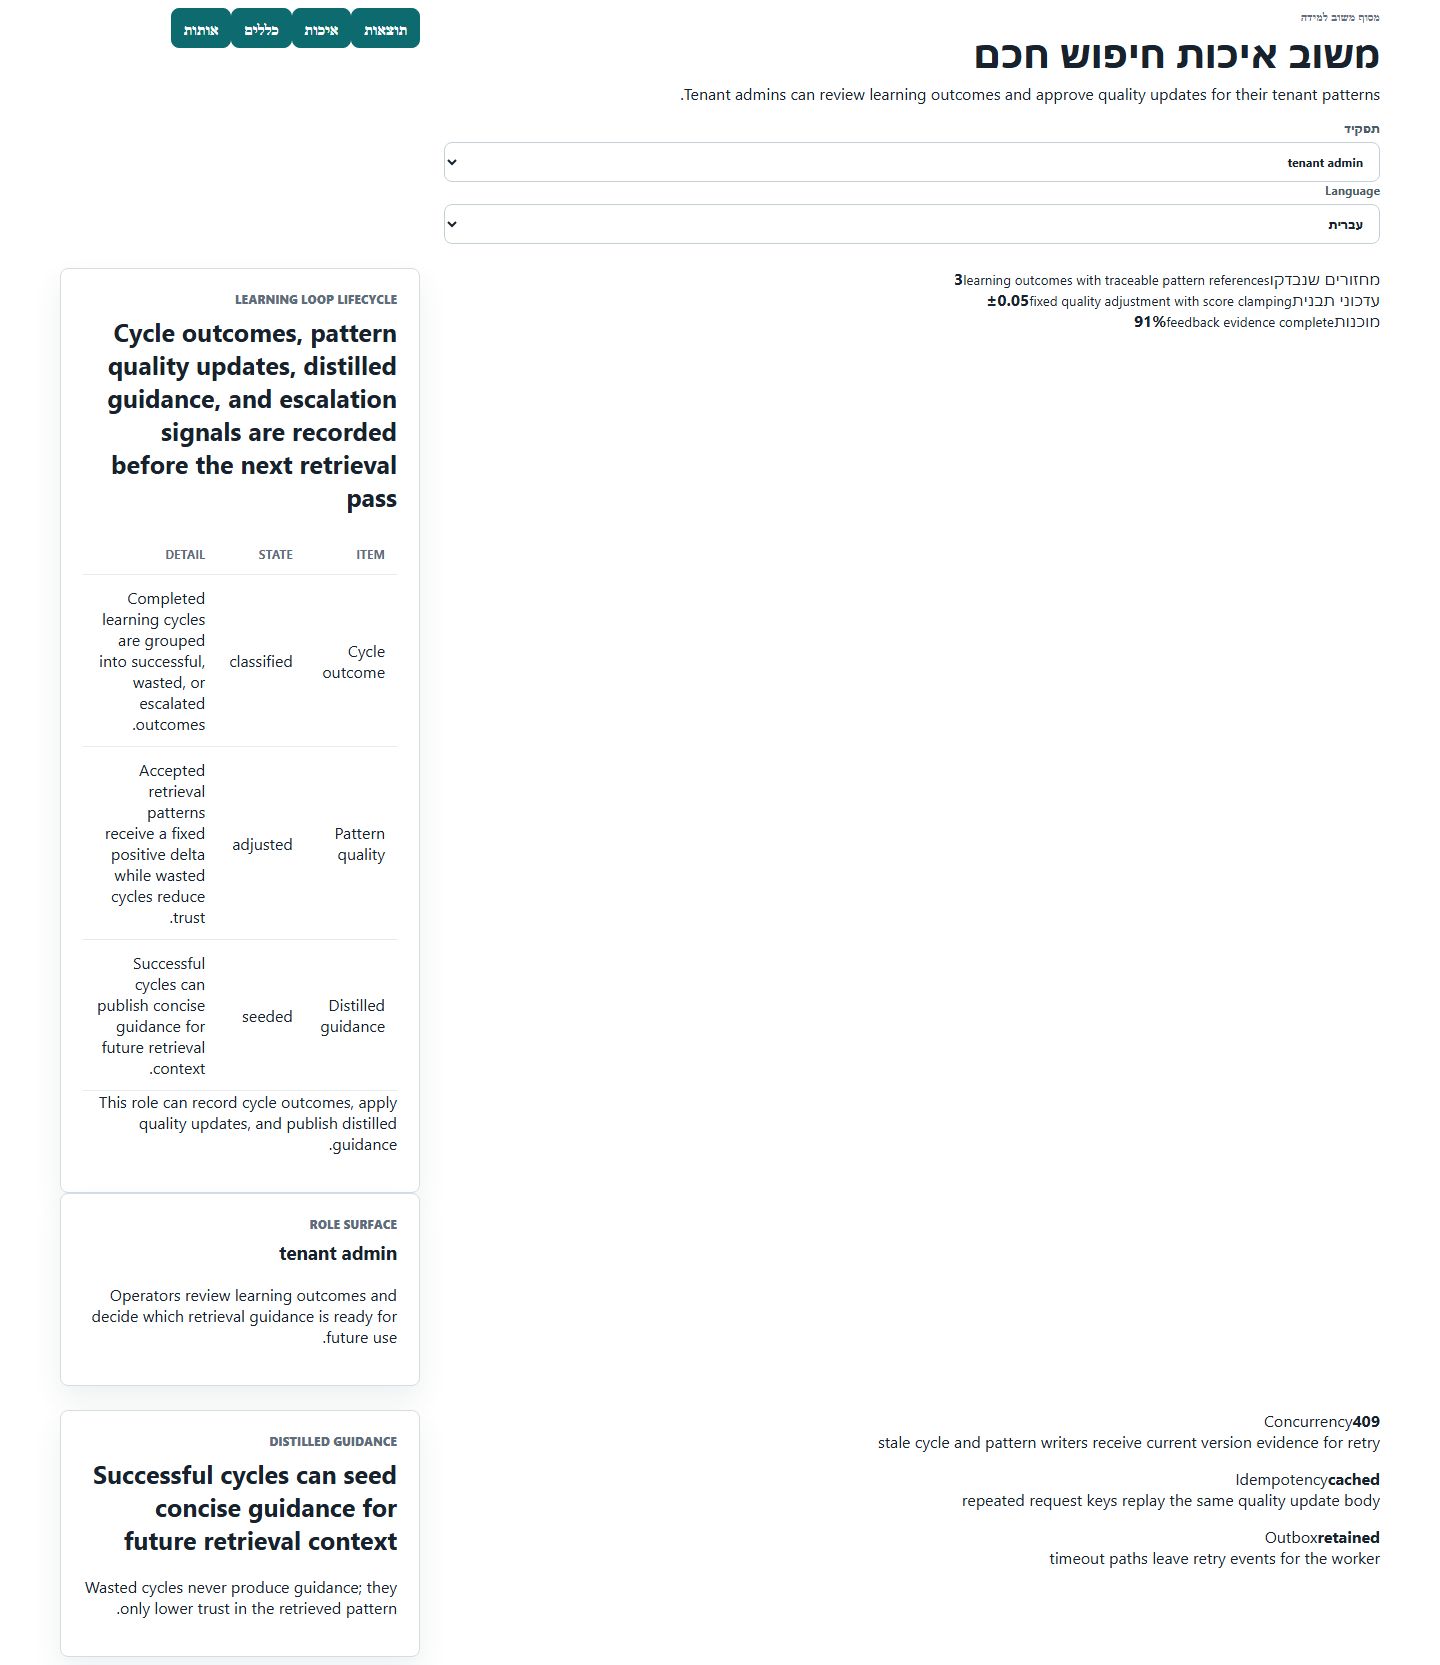 מסוף משוב למידה
משוב איכות חיפוש חכם
Tenant admins can review learning outcomes and approve quality updates for their tenant patterns.
תפקיד
tenant admin
Language
עברית
תוצאות
איכות
כללים
אותות
מחזורים שנבדקו learning outcomes with traceable pattern references 3
עדכוני תבנית fixed quality adjustment with score clamping ±0.05
מוכנות feedback evidence complete 91%
LEARNING LOOP LIFECYCLE
Cycle outcomes, pattern
quality updates, distilled
guidance, and escalation
signals are recorded
before the next retrieval
pass
ITEM STATE DETAIL
Cycle
outcome
classified
Completed
learning cycles
are grouped
into successful,
wasted, or
escalated
outcomes.
Pattern
quality
adjusted
Accepted
retrieval
patterns
receive a fixed
positive delta
while wasted
cycles reduce
trust.
Distilled
guidance
seeded
Successful
cycles can
publish concise
guidance for
future retrieval
context.
This role can record cycle outcomes, apply
quality updates, and publish distilled
guidance.
ROLE SURFACE
tenant admin
Operators review learning outcomes and
decide which retrieval guidance is ready for
future use.
Concurrency409
stale cycle and pattern writers receive current version evidence for retry
Idempotencycached
repeated request keys replay the same quality update body
Outboxretained
timeout paths leave retry events for the worker
DISTILLED GUIDANCE
Successful cycles can seed
concise guidance for
future retrieval context
Wasted cycles never produce guidance; they
only lower trust in the retrieved pattern.